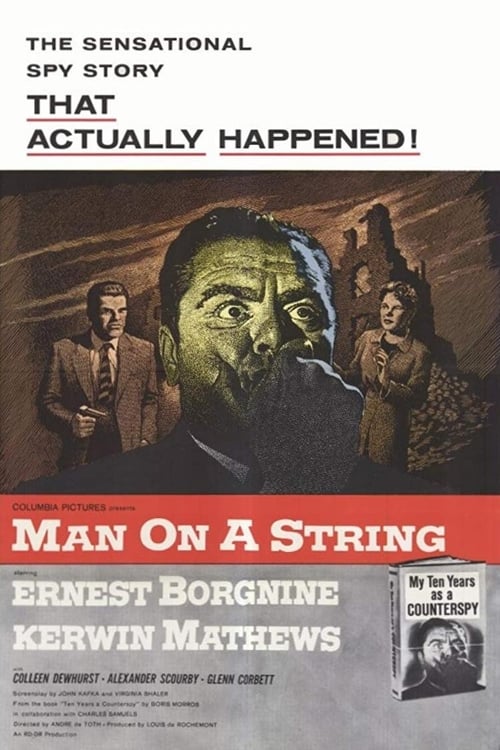 THE SENSATIONAL
SPY STORY
THAT
ACTUALLY HAPPENED!
COLUMBIA PICTURES presents
MAN ON A STRING
starring
ERNEST BORGNINE
KERWIN MATHEWS
with
COLLEEN DEWHURST · ALEXANDER SCOURBY · GLENN CORBETT
Screenplay by JOHN KAFKA and VIRGINIA SHALER
From the book "Ten Years a Counterspy" by BORIS MORROS
in collaboration with CHARLES SAMUELS
Directed by ANDRE de TOTH · Produced by LOUIS de ROCHEMONT
An RD-DR Production
My Ten Years
as a
COUNTERSPY